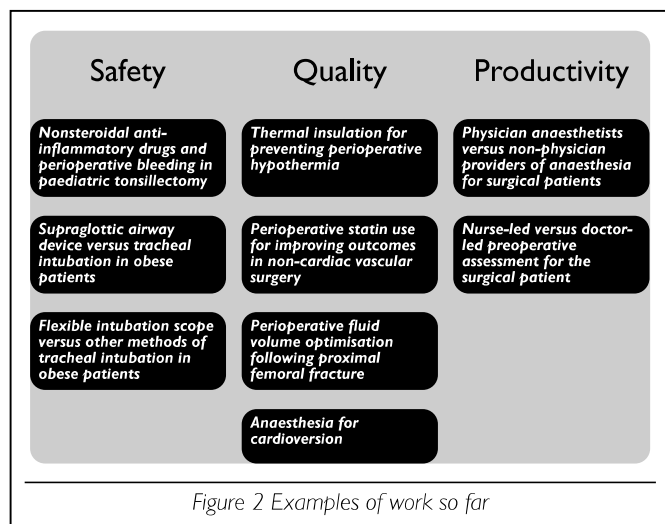 Safety
Nonsteroidal anti-
inflammatory drugs and
perioperative bleeding in
paediatric tonsillectomy
Supraglottic airway
device versus tracheal
intubation in obese
patients
Flexible intubation scope
versus other methods of
tracheal intubation in
obese patients
Quality
Thermal insulation for
preventing perioperative
hypothermia
Perioperative statin use
for improving outcomes
in non-cardiac vascular
surgery
Perioperative fluid
volume optimisation
following proximal
femoral fracture
Anaesthesia for
cardioversion
Productivity
Physician anaesthetists
versus non-physician
providers of anaesthesia
for surgical patients
Nurse-led versus doctor-
led preoperative
assessment for the
surgical patient
Figure 2 Examples of work so far